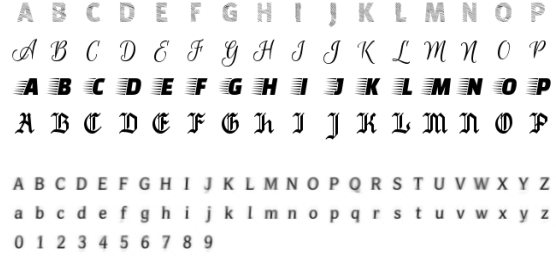 A B C D E F G H I J K L M N O P
A B C D E F G H I J K L M N O P
A B C D E F G H I J K L M N O P
A B C D E F G H I J K L M N O P
A B C D E F G H I J K L M N O P Q R S T U V W X Y Z
a b c d e f g h i j k l m n o p q r s t u v w x y z
0 1 2 3 4 5 6 7 8 9